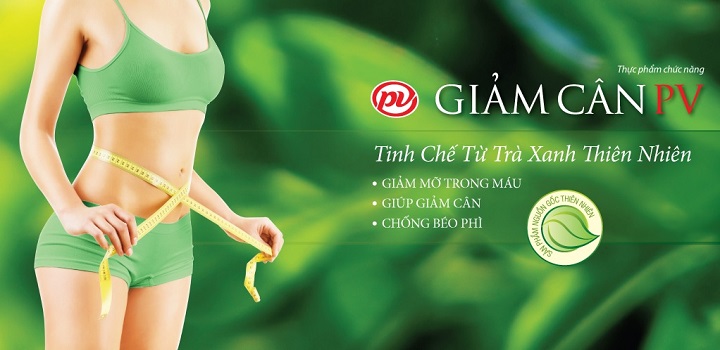 Thực phẩm chức năng
pv GIẢM CÂN PV
Tinh Chế Từ Trà Xanh Thiên Nhiên
• GIẢM MỠ TRONG MÁU
• GIÚP GIẢM CÂN
• CHỐNG BÉO PHÌ
SẢN PHẨM NGUỒN GỐC THIÊN NHIÊN